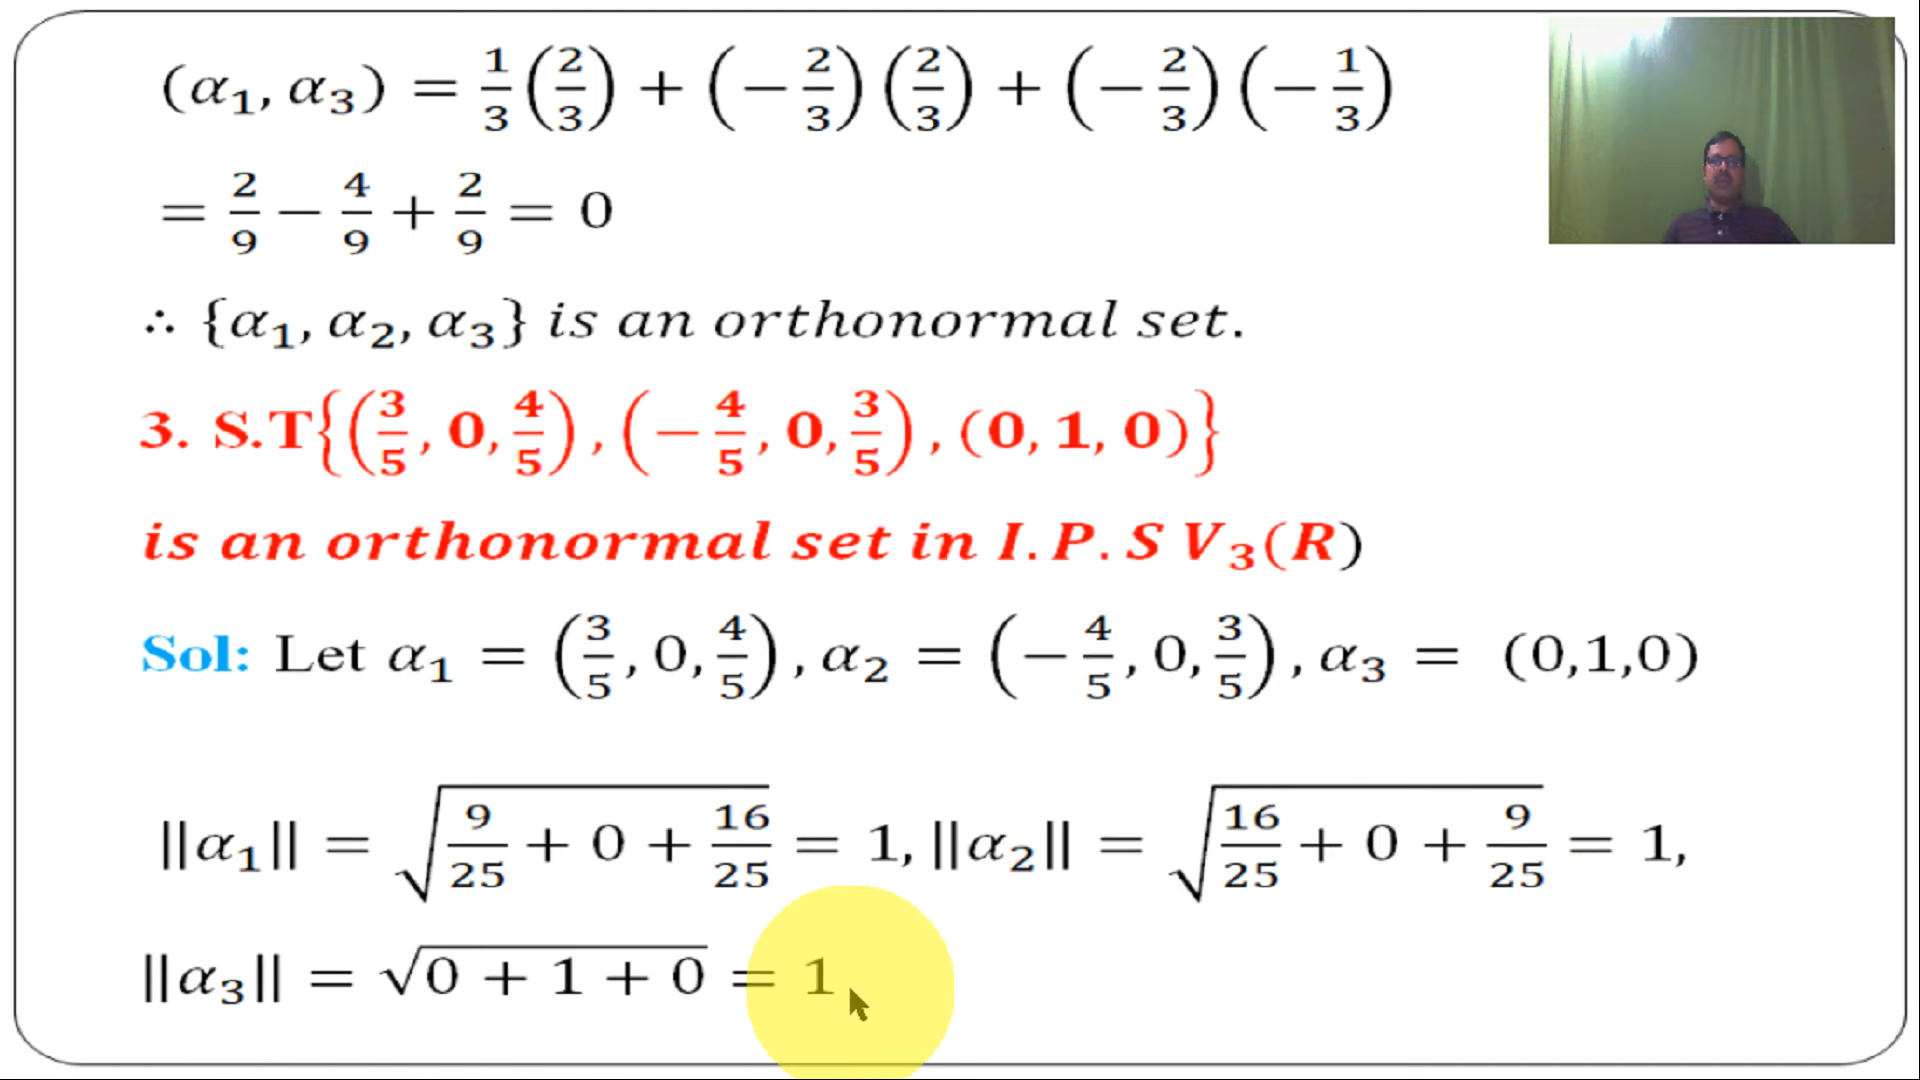 (α₁, α₃) = 1/3 (2/3) + (−2/3) (2/3) + (−2/3) (−1/3)
= 2/9 − 4/9 + 2/9 = 0
∴ {α₁, α₂, α₃} is an orthonormal set.
3. S.T{(3/5, 0, 4/5), (−4/5, 0, 3/5), (0, 1, 0)}
is an orthonormal set in I.P.S V₃(R)
Sol: Let α₁ = (3/5, 0, 4/5), α₂ = (−4/5, 0, 3/5), α₃ = (0,1,0)
||α₁|| = √(9/25 + 0 + 16/25) = 1, ||α₂|| = √(16/25 + 0 + 9/25) = 1,
||α₃|| = √(0 + 1 + 0) = 1